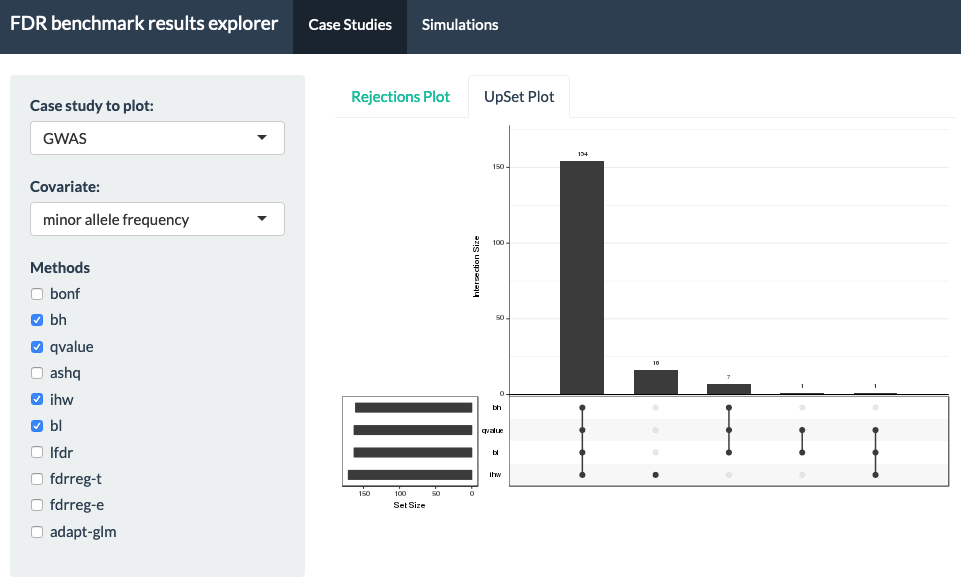 FDR benchmark results explorer
Case Studies
Simulations
Case study to plot:
GWAS
Covariate:
minor allele frequency
Methods
bonf
bh
qvalue
ashq
ihw
bl
lfdr
fdrreg-t
fdrreg-e
adapt-glm
Rejections Plot
UpSet Plot
Intersection Size
150
100
50
0
154
16
7
1
1
bh
qvalue
bl
ihw
150
100
50
0
Set Size